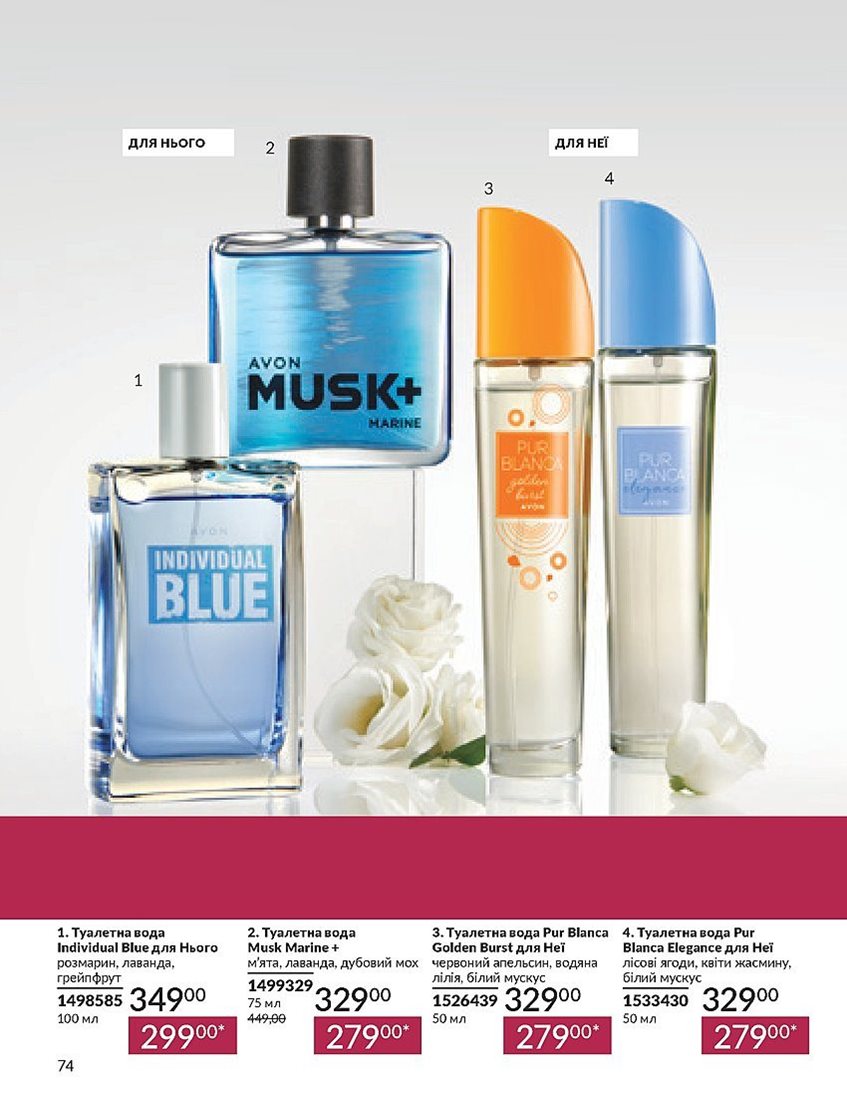 ДЛЯ НЬОГО
2
ДЛЯ НЕЇ
3
4
1
AVON
MUSK+
MARINE
AVON
INDIVIDUAL
BLUE
PUR
BLANCA
golden
burst
AVON
PUR
BLANCA
elegance
AVON
1. Туалетна вода
Individual Blue для Нього
розмарин, лаванда,
грейпфрут
1498585 34900
100 мл
29900*
2. Туалетна вода
Musk Marine +
м'ята, лаванда, дубовий мох
1499329
75 мл 32900
449,00
27900*
3. Туалетна вода Pur Blanca
Golden Burst для Неї
червоний апельсин, водяна
лілія, білий мускус
1526439 32900
50 мл
27900*
4. Туалетна вода Pur
Blanca Elegance для Неї
лісові ягоди, квіти жасмину,
білий мускус
1533430 32900
50 мл
27900*
74